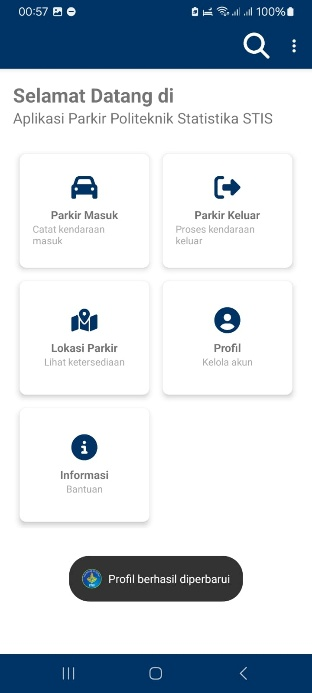 00:57 100%
Selamat Datang di
Aplikasi Parkir Politeknik Statistika STIS
Parkir Masuk
Catat kendaraan
masuk
Parkir Keluar
Proses kendaraan
keluar
Lokasi Parkir
Lihat ketersediaan
Profil
Kelola akun
Informasi
Bantuan
Profil berhasil diperbarui